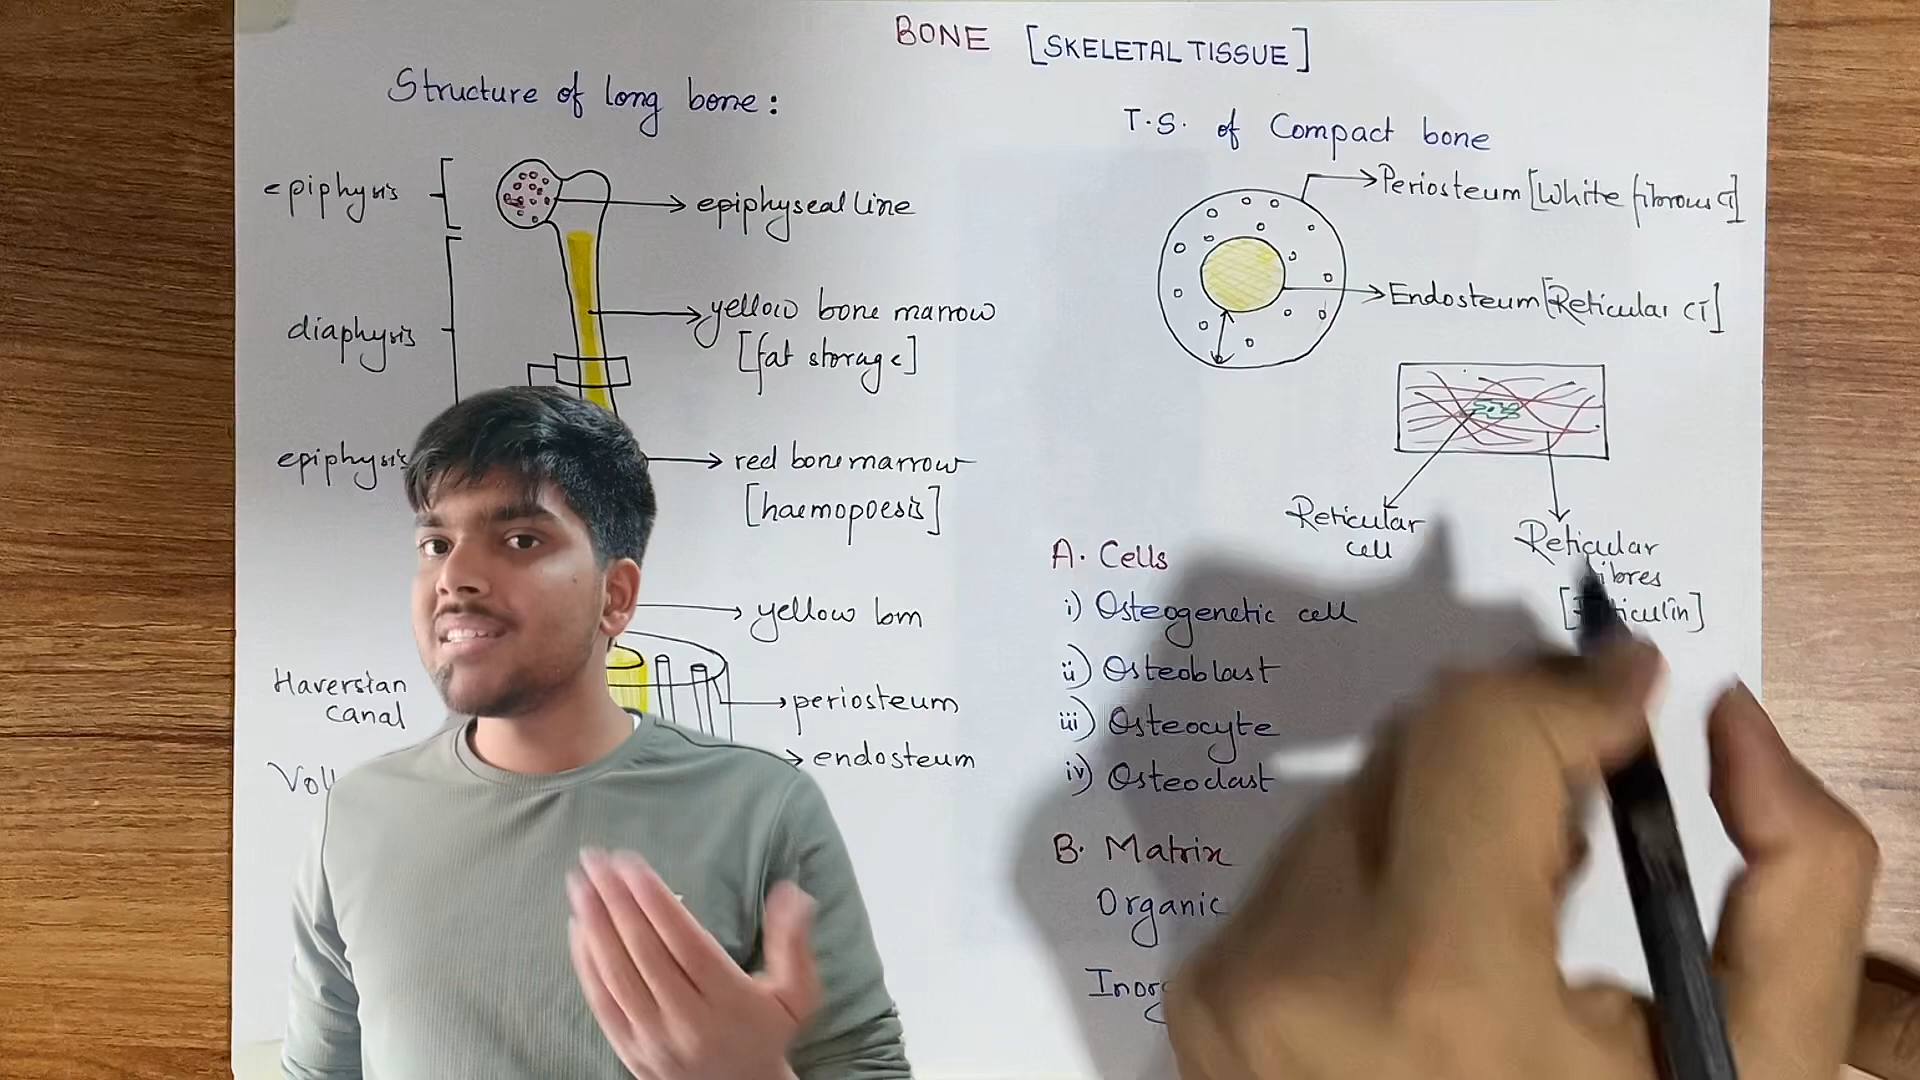 BONE [SKELETAL TISSUE]
Structure of long bone:
epiphysis
epiphyseal line
diaphysis
yellow bone marrow
[fat storage]
epiphysis
red bone marrow
[haemopoesis]
yellow bm
Haversian
canal
periosteum
endosteum
T.S. of Compact bone
Periosteum [White fibrous CT]
Endosteum [Reticular CT]
Reticular
cell
Reticular
A. Cells
i) Osteogenetic cell
ii) Osteoblast
iii) Osteocyte
iv) Osteoclast
B. Matrix
Organic